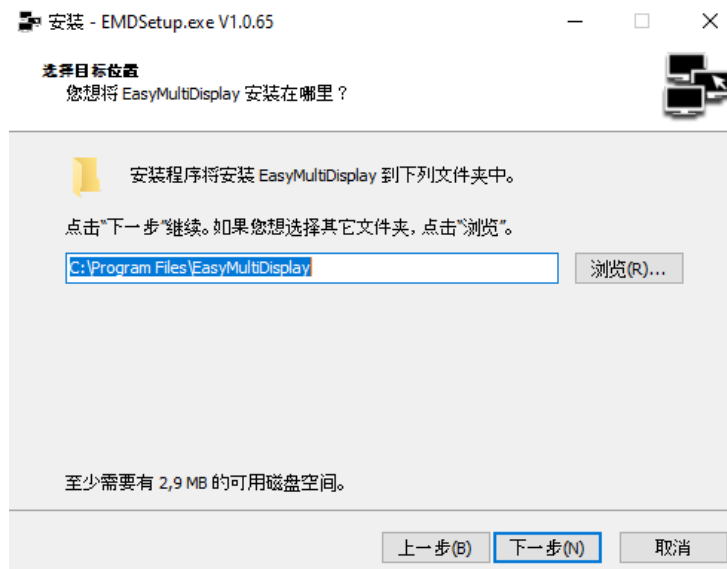 安装 - EMDSetup.exe V1.0.65
选择目标位置
您想将 EasyMultiDisplay 安装在哪里？
安装程序将安装 EasyMultiDisplay 到下列文件夹中。
点击“下一步”继续。如果您想选择其它文件夹，点击“浏览”。
C:\Program Files\EasyMultiDisplay
浏览(R)...
至少需要有 2,9 MB 的可用磁盘空间。
上一步(B) 下一步(N) 取消